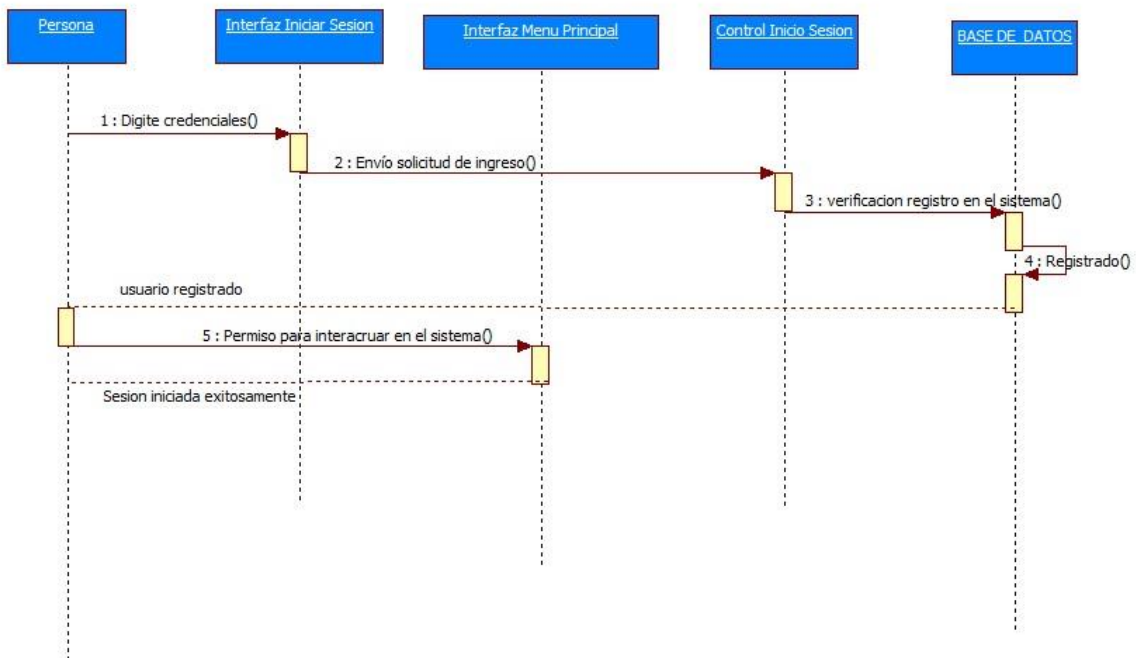 Persona
Interfaz Iniciar Sesion
Interfaz Menu Principal
Control Inicio Sesion
BASE DE DATOS
1 : Digite credenciales()
2 : Envío solicitud de ingreso()
3 : verificacion registro en el sistema()
4 : Registrado()
usuario registrado
5 : Permiso para interacruar en el sistema()
Sesion iniciada exitosamente